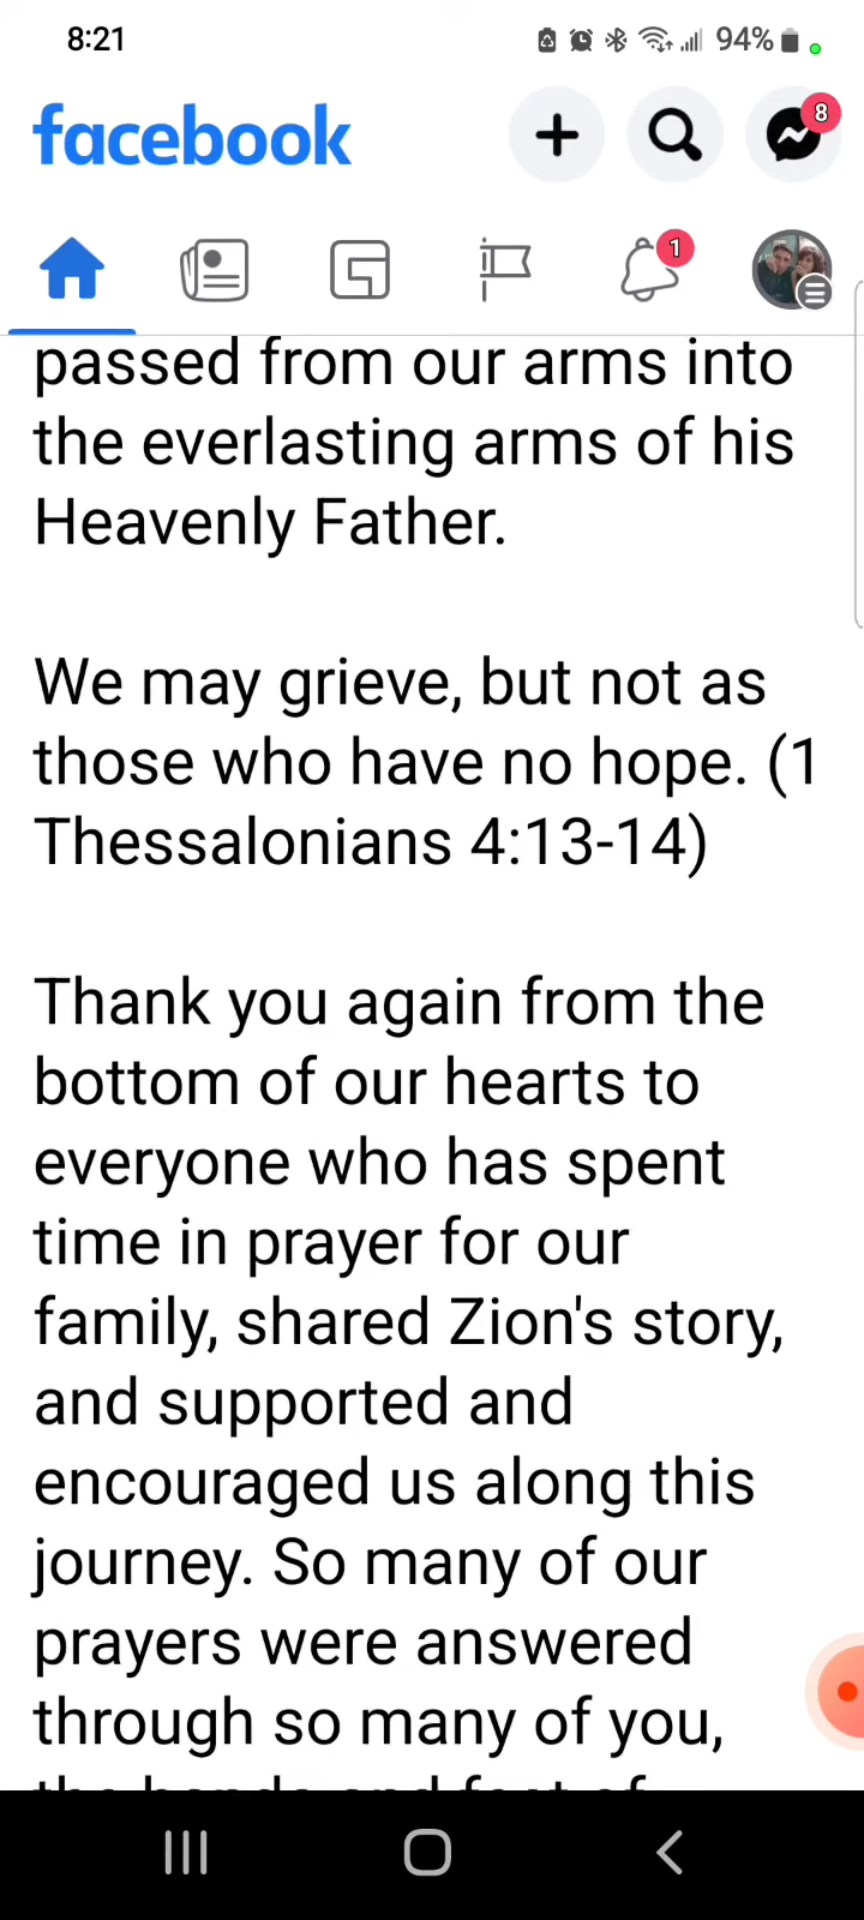 8:21
94%
facebook
8
1
passed from our arms into
the everlasting arms of his
Heavenly Father.
We may grieve, but not as
those who have no hope. (1
Thessalonians 4:13-14)
Thank you again from the
bottom of our hearts to
everyone who has spent
time in prayer for our
family, shared Zion's story,
and supported and
encouraged us along this
journey. So many of our
prayers were answered
through so many of you,